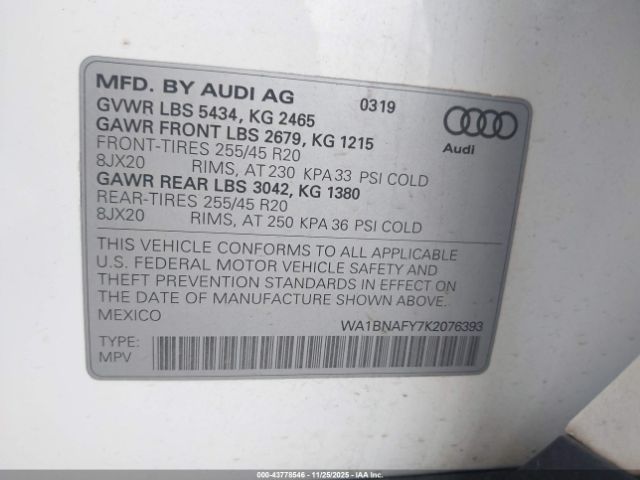 MFD. BY AUDI AG 0319
GVWR LBS 5434, KG 2465
GAWR FRONT LBS 2679, KG 1215
FRONT-TIRES 255/45 R20
8JX20 RIMS, AT 230 KPA 33 PSI COLD
GAWR REAR LBS 3042, KG 1380
REAR-TIRES 255/45 R20
8JX20 RIMS, AT 250 KPA 36 PSI COLD
Audi
THIS VEHICLE CONFORMS TO ALL APPLICABLE
U.S. FEDERAL MOTOR VEHICLE SAFETY AND
THEFT PREVENTION STANDARDS IN EFFECT ON
THE DATE OF MANUFACTURE SHOWN ABOVE.
MEXICO WA1BNAFY7K2076393
TYPE:
MPV
000-43778546 - 11/25/2025 - IAAI.COM